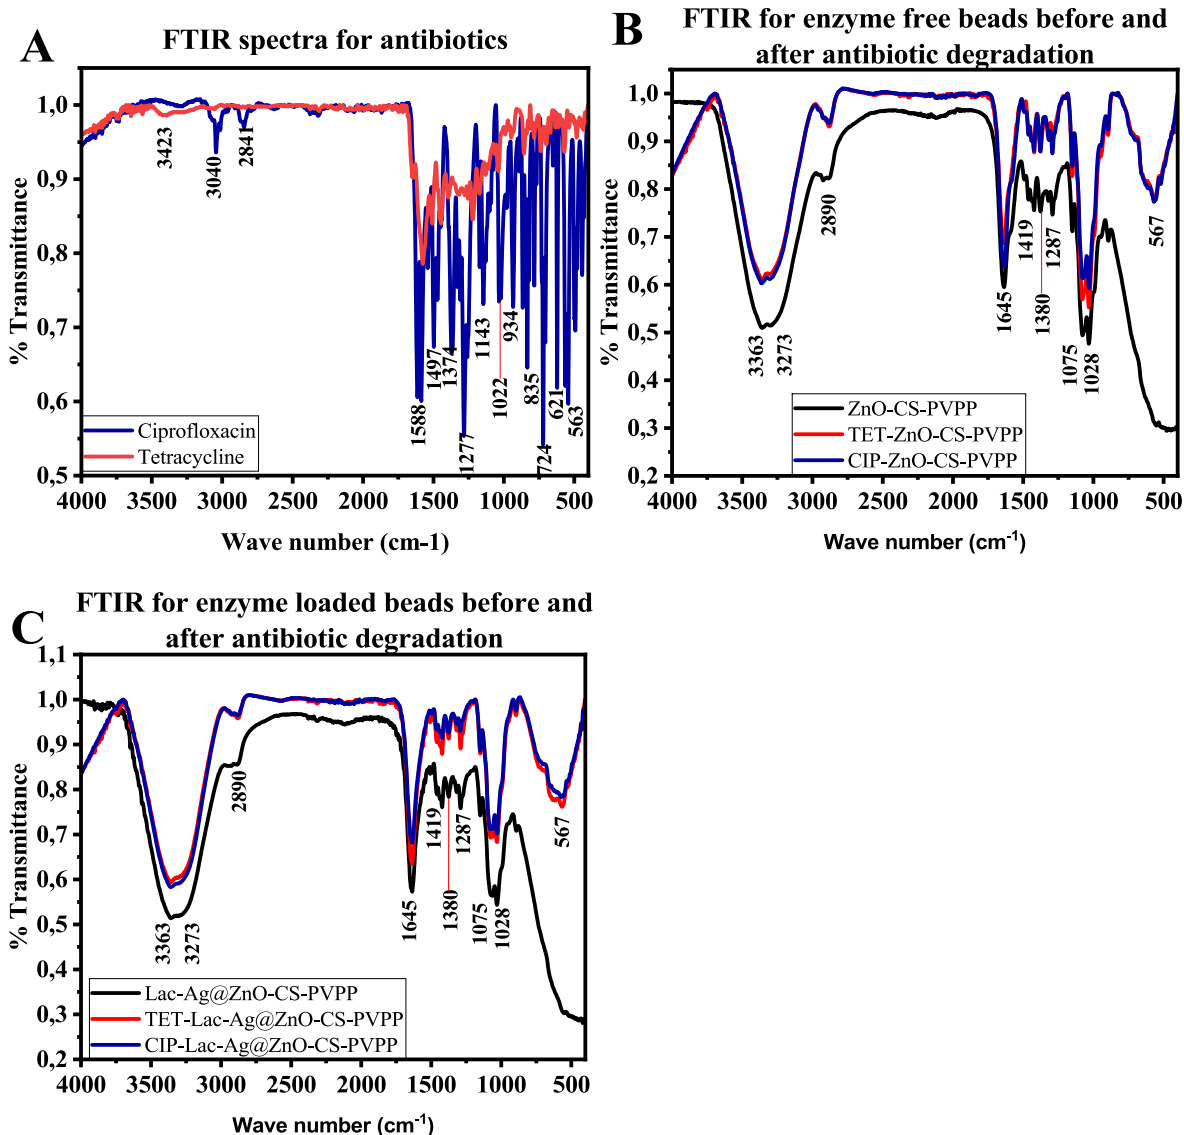 A
FTIR spectra for antibiotics
1,0
0,9
0,8
0,7
0,6
0,5
% Transmittance
3423
3040
2841
1588
1497
1374
1277
1143
1022
934
835
724
621
563
Ciprofloxacin
Tetracycline
4000 3500 3000 2500 2000 1500 1000 500
Wave number (cm-1)
B
FTIR for enzyme free beads before and
after antibiotic degradation
1,0
0,9
0,8
0,7
0,6
0,5
0,4
0,3
0,2
% Transmittance
3363
3273
2890
1645
1419
1380
1287
1075
1028
567
ZnO-CS-PVPP
TET-ZnO-CS-PVPP
CIP-ZnO-CS-PVPP
4000 3500 3000 2500 2000 1500 1000 500
Wave number (cm⁻¹)
C
FTIR for enzyme loaded beads before and
after antibiotic degradation
1,1
1,0
0,9
0,8
0,7
0,6
0,5
0,4
0,3
0,2
% Transmittance
3363
3273
2890
1645
1419
1380
1287
1075
1028
567
Lac-Ag@ZnO-CS-PVPP
TET-Lac-Ag@ZnO-CS-PVPP
CIP-Lac-Ag@ZnO-CS-PVPP
4000 3500 3000 2500 2000 1500 1000 500
Wave number (cm⁻¹)